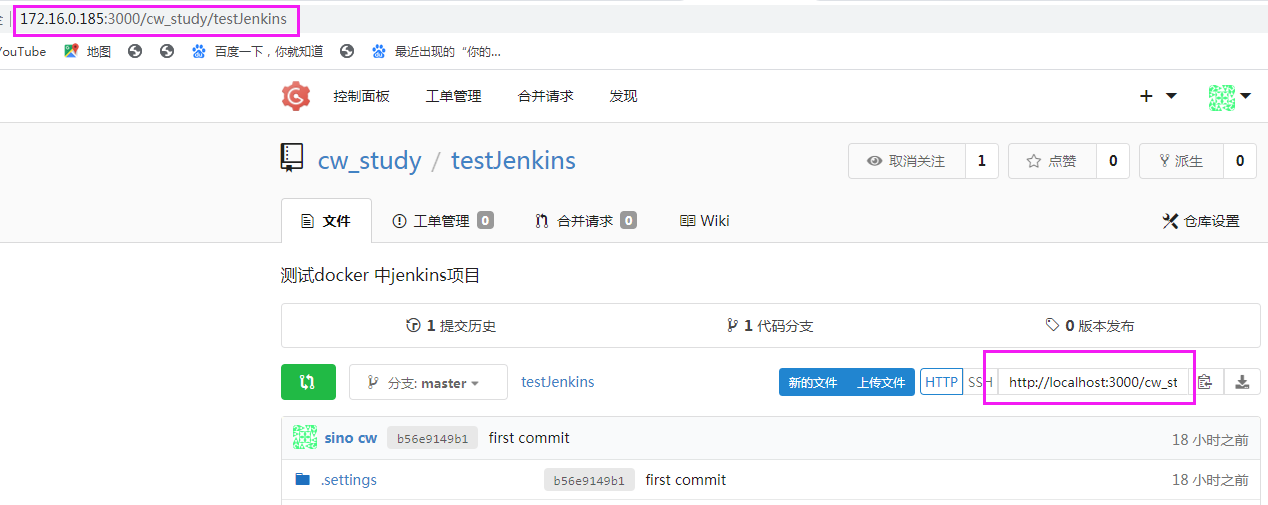 172.16.0.185:3000/cw_study/testJenkins
YouTube 地图 百度一下，你就知道 最近出现的“你的...
控制面板 工单管理 合并请求 发现
cw_study / testJenkins 取消关注 1 点赞 0 派生 0
文件 工单管理 0 合并请求 0 Wiki 仓库设置
测试docker 中jenkins项目
1 提交历史 1 代码分支 0 版本发布
分支: master testJenkins 新的文件 上传文件 HTTP SSH http://localhost:3000/cw_st
sino cw b56e9149b1 first commit 18 小时之前
.settings b56e9149b1 first commit 18 小时之前